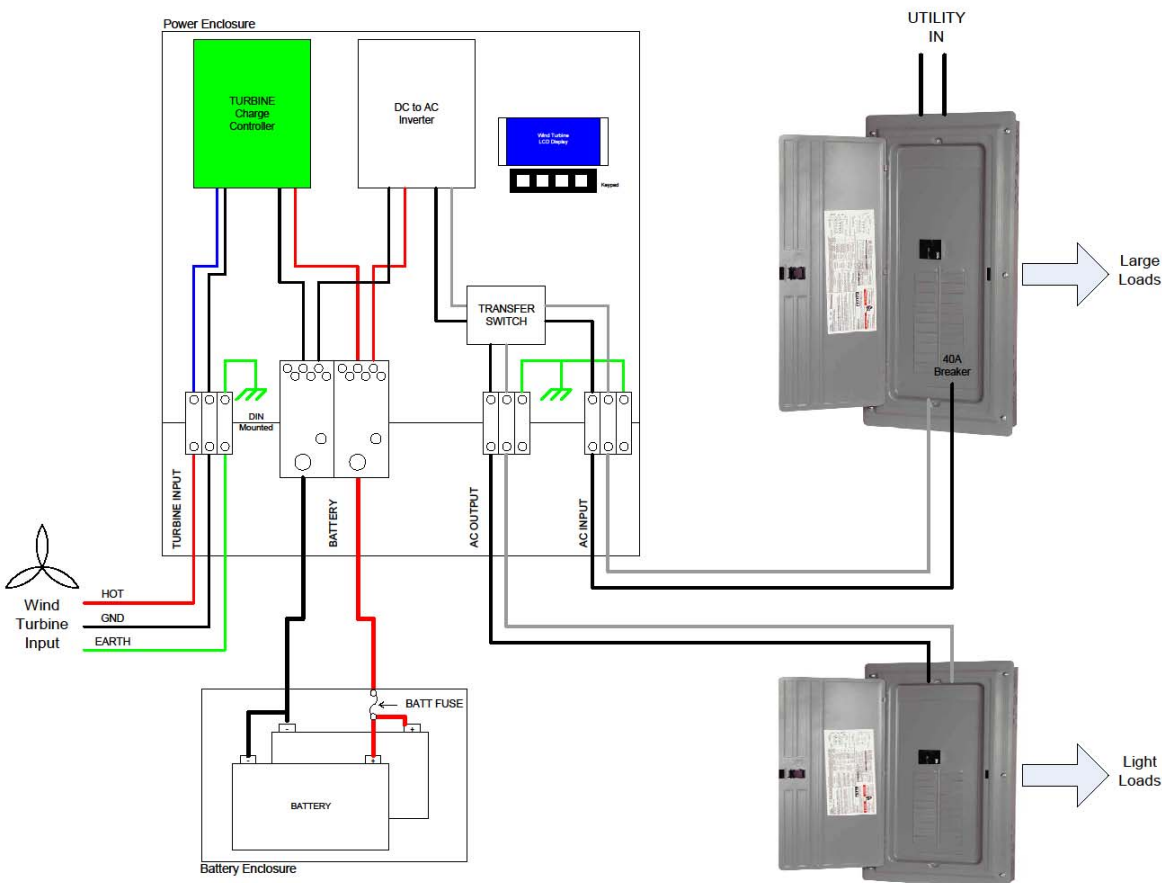 Power Enclosure
UTILITY
IN
TURBINE
Charge
Controller
DC to AC
Inverter
Wind Turbine
LCD Display
Keypad
Large
Loads
TRANSFER
SWITCH
40A
Breaker
DIN
Mounted
TURBINE INPUT
BATTERY
AC OUTPUT
AC INPUT
HOT
Wind
Turbine
Input
GND
EARTH
BATT FUSE
- +
- +
BATTERY
Light
Loads
Battery Enclosure